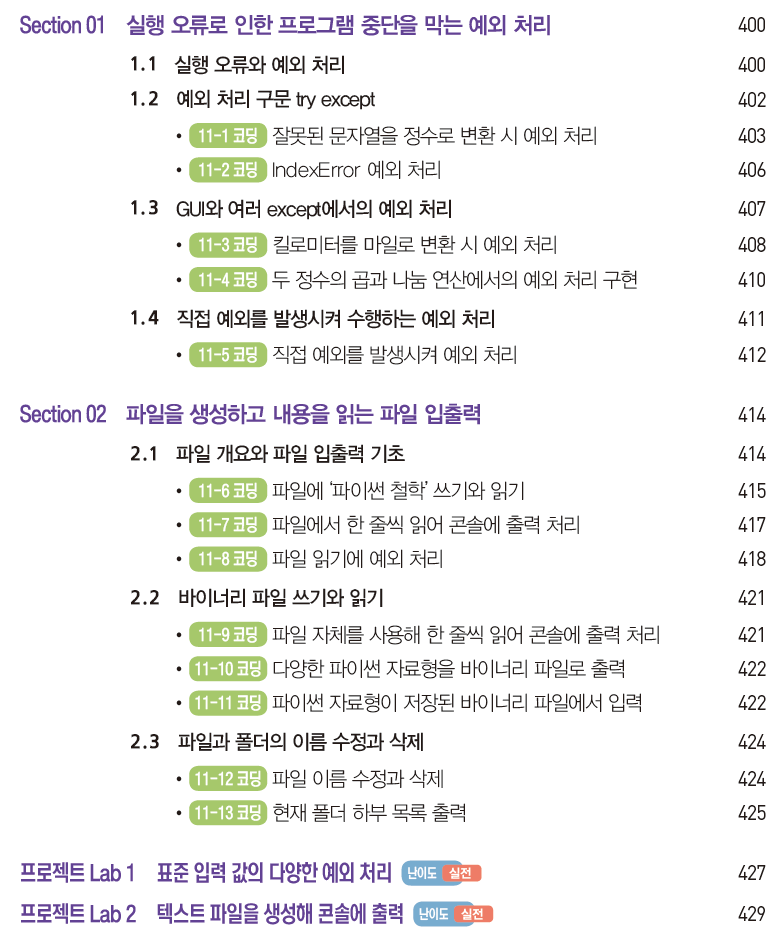 Section 01 실행 오류로 인한 프로그램 중단을 막는 예외 처리 400
1.1 실행 오류와 예외 처리 400
1.2 예외 처리 구문 try except 402
• 11-1 코딩 잘못된 문자열을 정수로 변환 시 예외 처리 403
• 11-2 코딩 IndexError 예외 처리 406
1.3 GUI와 여러 except에서의 예외 처리 407
• 11-3 코딩 킬로미터를 마일로 변환 시 예외 처리 408
• 11-4 코딩 두 정수의 곱과 나눔 연산에서의 예외 처리 구현 410
1.4 직접 예외를 발생시켜 수행하는 예외 처리 411
• 11-5 코딩 직접 예외를 발생시켜 예외 처리 412
Section 02 파일을 생성하고 내용을 읽는 파일 입출력 414
2.1 파일 개요와 파일 입출력 기초 414
• 11-6 코딩 파일에 ‘파이썬 철학’ 쓰기와 읽기 415
• 11-7 코딩 파일에서 한 줄씩 읽어 콘솔에 출력 처리 417
• 11-8 코딩 파일 읽기에 예외 처리 418
2.2 바이너리 파일 쓰기와 읽기 421
• 11-9 코딩 파일 자체를 사용해 한 줄씩 읽어 콘솔에 출력 처리 421
• 11-10 코딩 다양한 파이썬 자료형을 바이너리 파일로 출력 422
• 11-11 코딩 파이썬 자료형이 저장된 바이너리 파일에서 입력 422
2.3 파일과 폴더의 이름 수정과 삭제 424
• 11-12 코딩 파일 이름 수정과 삭제 424
• 11-13 코딩 현재 폴더 하부 목록 출력 425
프로젝트 Lab 1 표준 입력 값의 다양한 예외 처리 난이도 실전 427
프로젝트 Lab 2 텍스트 파일을 생성해 콘솔에 출력 난이도 실전 429